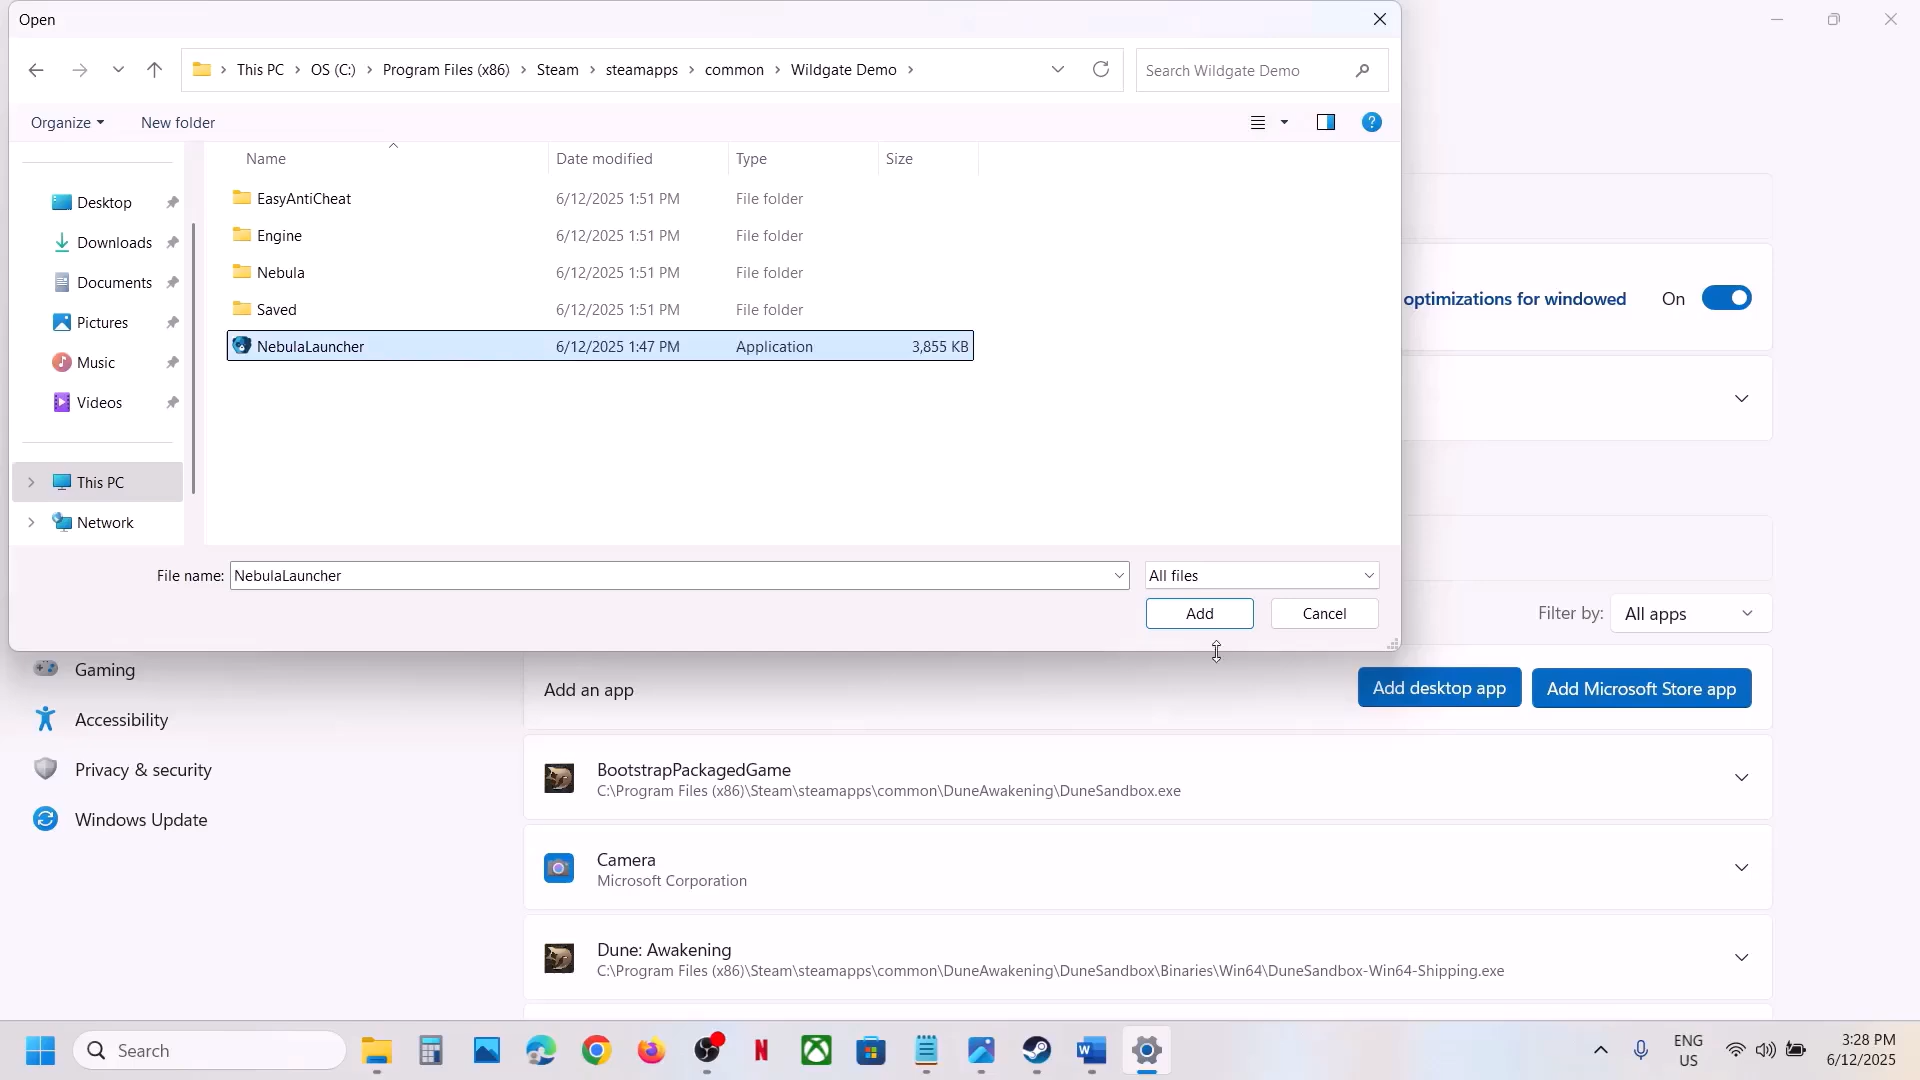 Open
This PC
OS (C:)
Program Files (x86)
Steam
steamapps
common
Wildgate Demo
Search Wildgate Demo
Organize
New folder
?
Name
Date modified
Type
Size
Desktop
Downloads
Documents
Pictures
Music
Videos
This PC
Network
EasyAntiCheat 6/12/2025 1:51 PM File folder
Engine 6/12/2025 1:51 PM File folder
Nebula 6/12/2025 1:51 PM File folder
Saved 6/12/2025 1:51 PM File folder
NebulaLauncher 6/12/2025 1:47 PM Application 3,855 KB
File name: NebulaLauncher
All files
Add
Cancel
optimizations for windowed
On
Filter by: All apps
Gaming
Accessibility
Privacy & security
Windows Update
Add an app
Add desktop app
Add Microsoft Store app
BootstrapPackagedGame
C:\Program Files (x86)\Steam\steamapps\common\DuneAwakening\DuneSandbox.exe
Camera
Microsoft Corporation
Dune: Awakening
C:\Program Files (x86)\Steam\steamapps\common\DuneAwakening\DuneSandbox\Binaries\Win64\DuneSandbox-Win64-Shipping.exe
Search
N
W
ENG
US
3:28 PM
6/12/2025